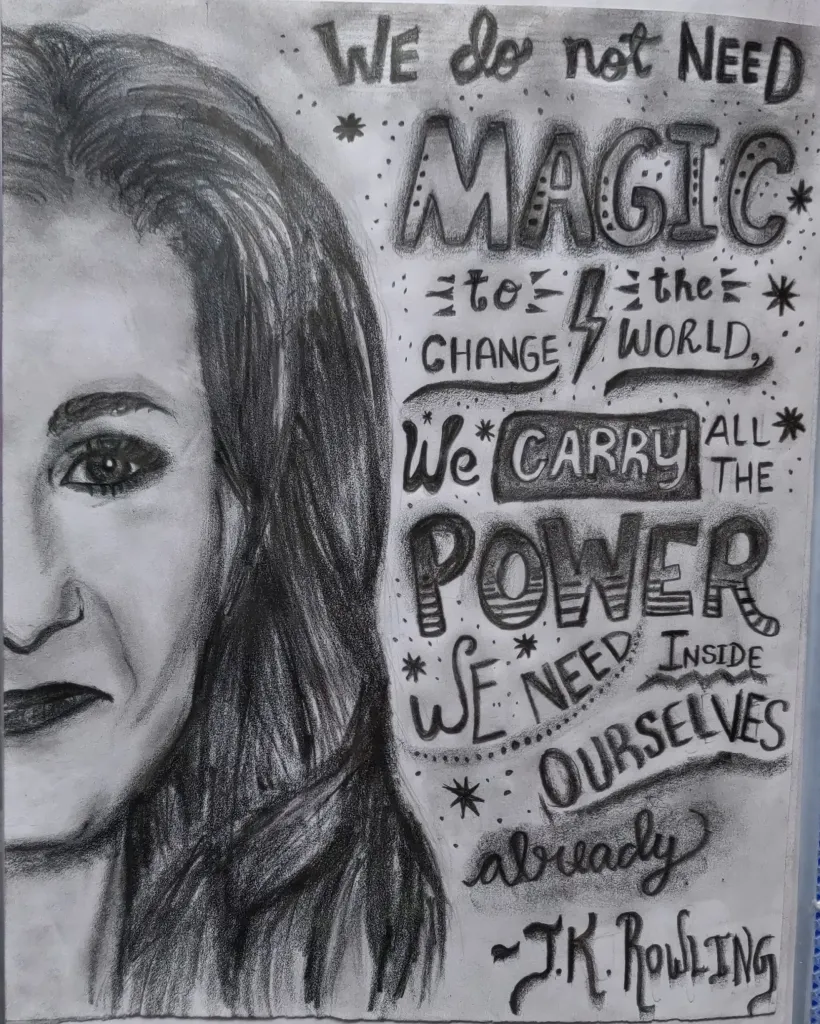 WE do not NEED
MAGIC
to the
CHANGE WORLD,
We CARRY ALL THE
POWER
WE NEED INSIDE
OURSELVES
already
~J.K. ROWLING